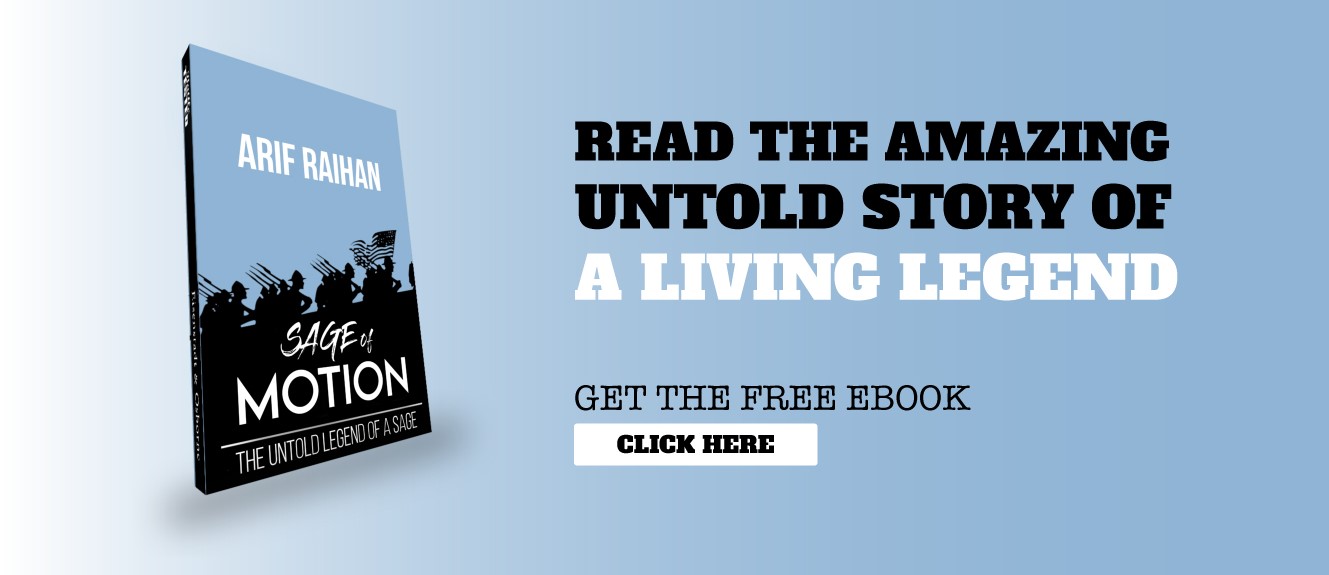 ARIF RAIHAN
SAGE of
MOTION
THE UNTOLD LEGEND OF A SAGE
READ THE AMAZING
UNTOLD STORY OF
A LIVING LEGEND
GET THE FREE EBOOK
CLICK HERE
& Osborne